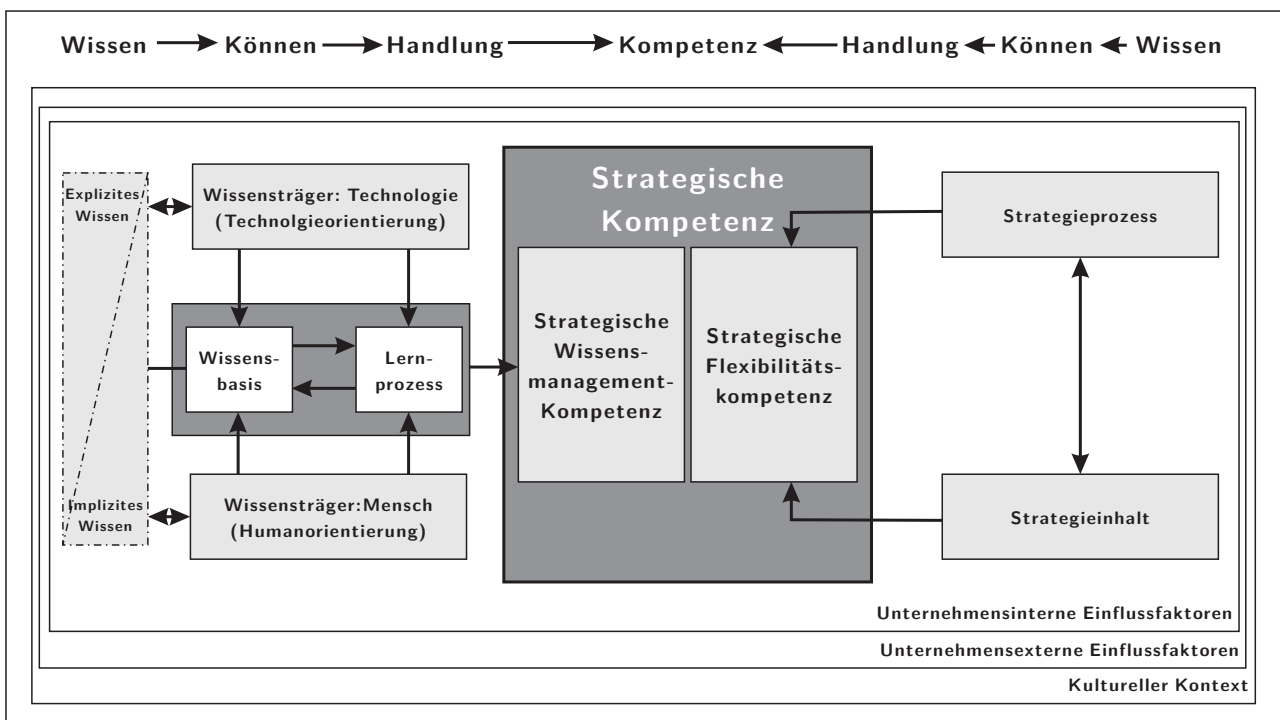 Wissen Können Handlung Kompetenz Handlung Können Wissen
Explizites
Wissen
Wissensträger: Technologie
(Technolgieorientierung)
Wissens-
basis
Lern-
prozess
Implizites
Wissen
Wissensträger:Mensch
(Humanorientierung)
Strategische
Kompetenz
Strategische
Wissens-
management-
Kompetenz
Strategische
Flexibilitäts-
kompetenz
Strategieprozess
Strategieinhalt
Unternehmensinterne Einflussfaktoren
Unternehmensexterne Einflussfaktoren
Kultureller Kontext